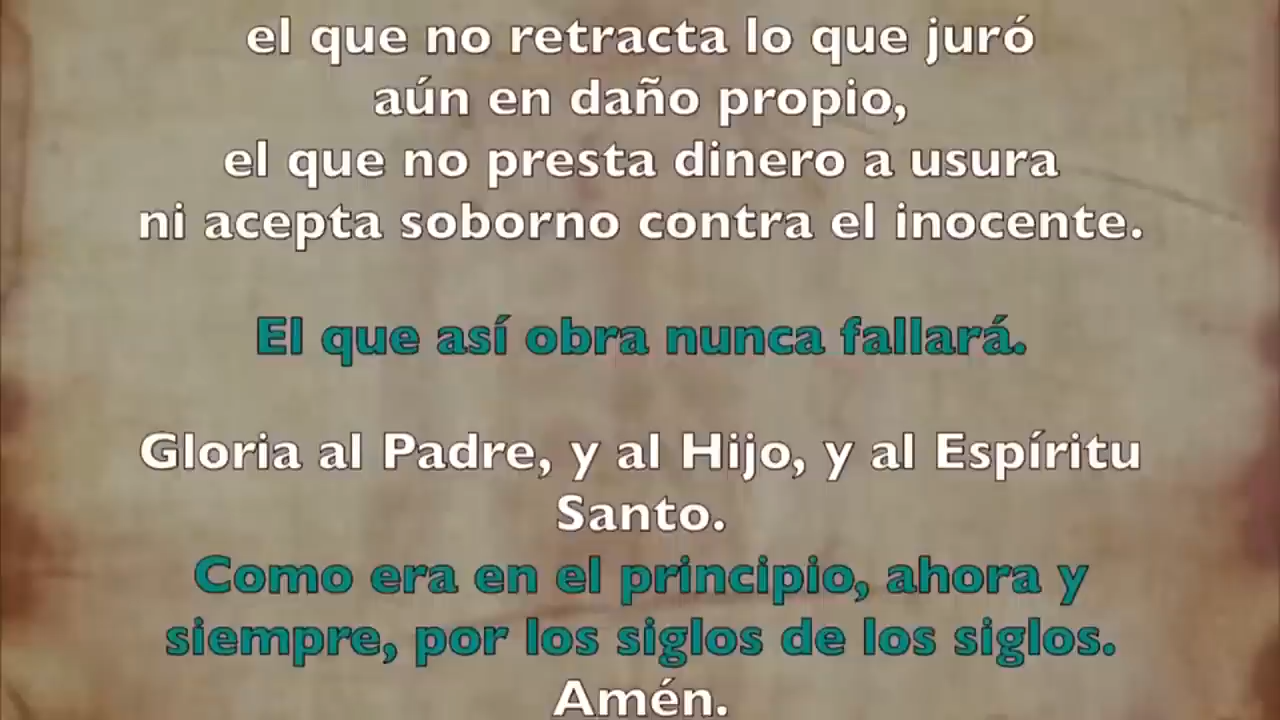 el que no retracta lo que juró
aún en daño propio,
el que no presta dinero a usura
ni acepta soborno contra el inocente.
El que así obra nunca fallará.
Gloria al Padre, y al Hijo, y al Espíritu
Santo.
Como era en el principio, ahora y
siempre, por los siglos de los siglos.
Amén.